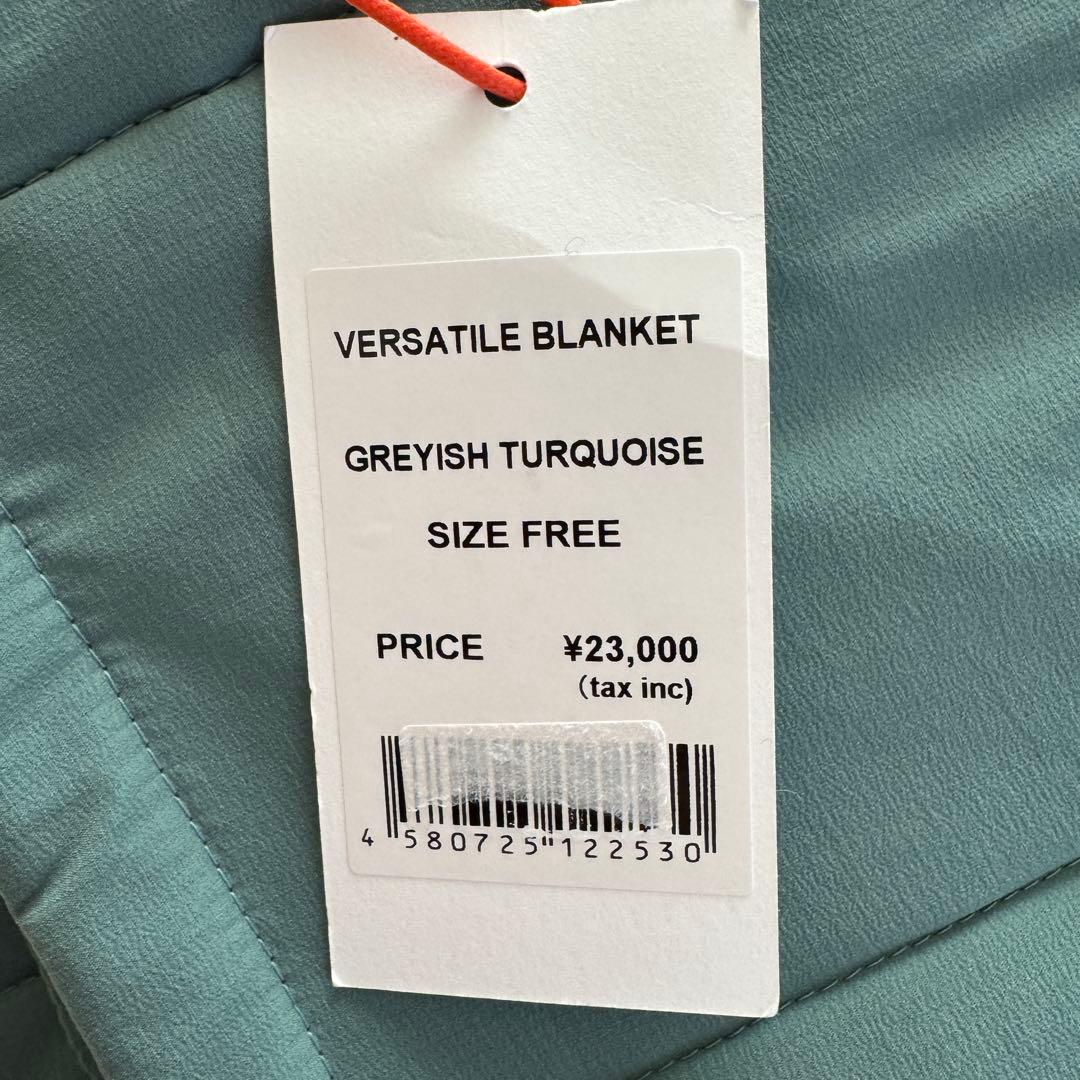 VERSATILE BLANKET
GREYISH TURQUOISE
SIZE FREE
PRICE ¥23,000
(tax inc)
4 580725 122530